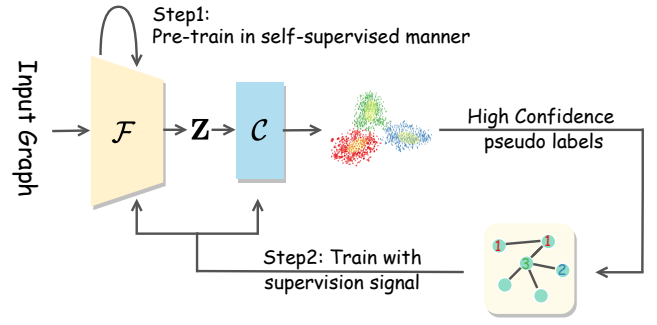 Step1:
Pre-train in self-supervised manner
Input Graph
ℱ
Z
𝒞
High Confidence
pseudo labels
1
1
3
2
Step2: Train with
supervision signal